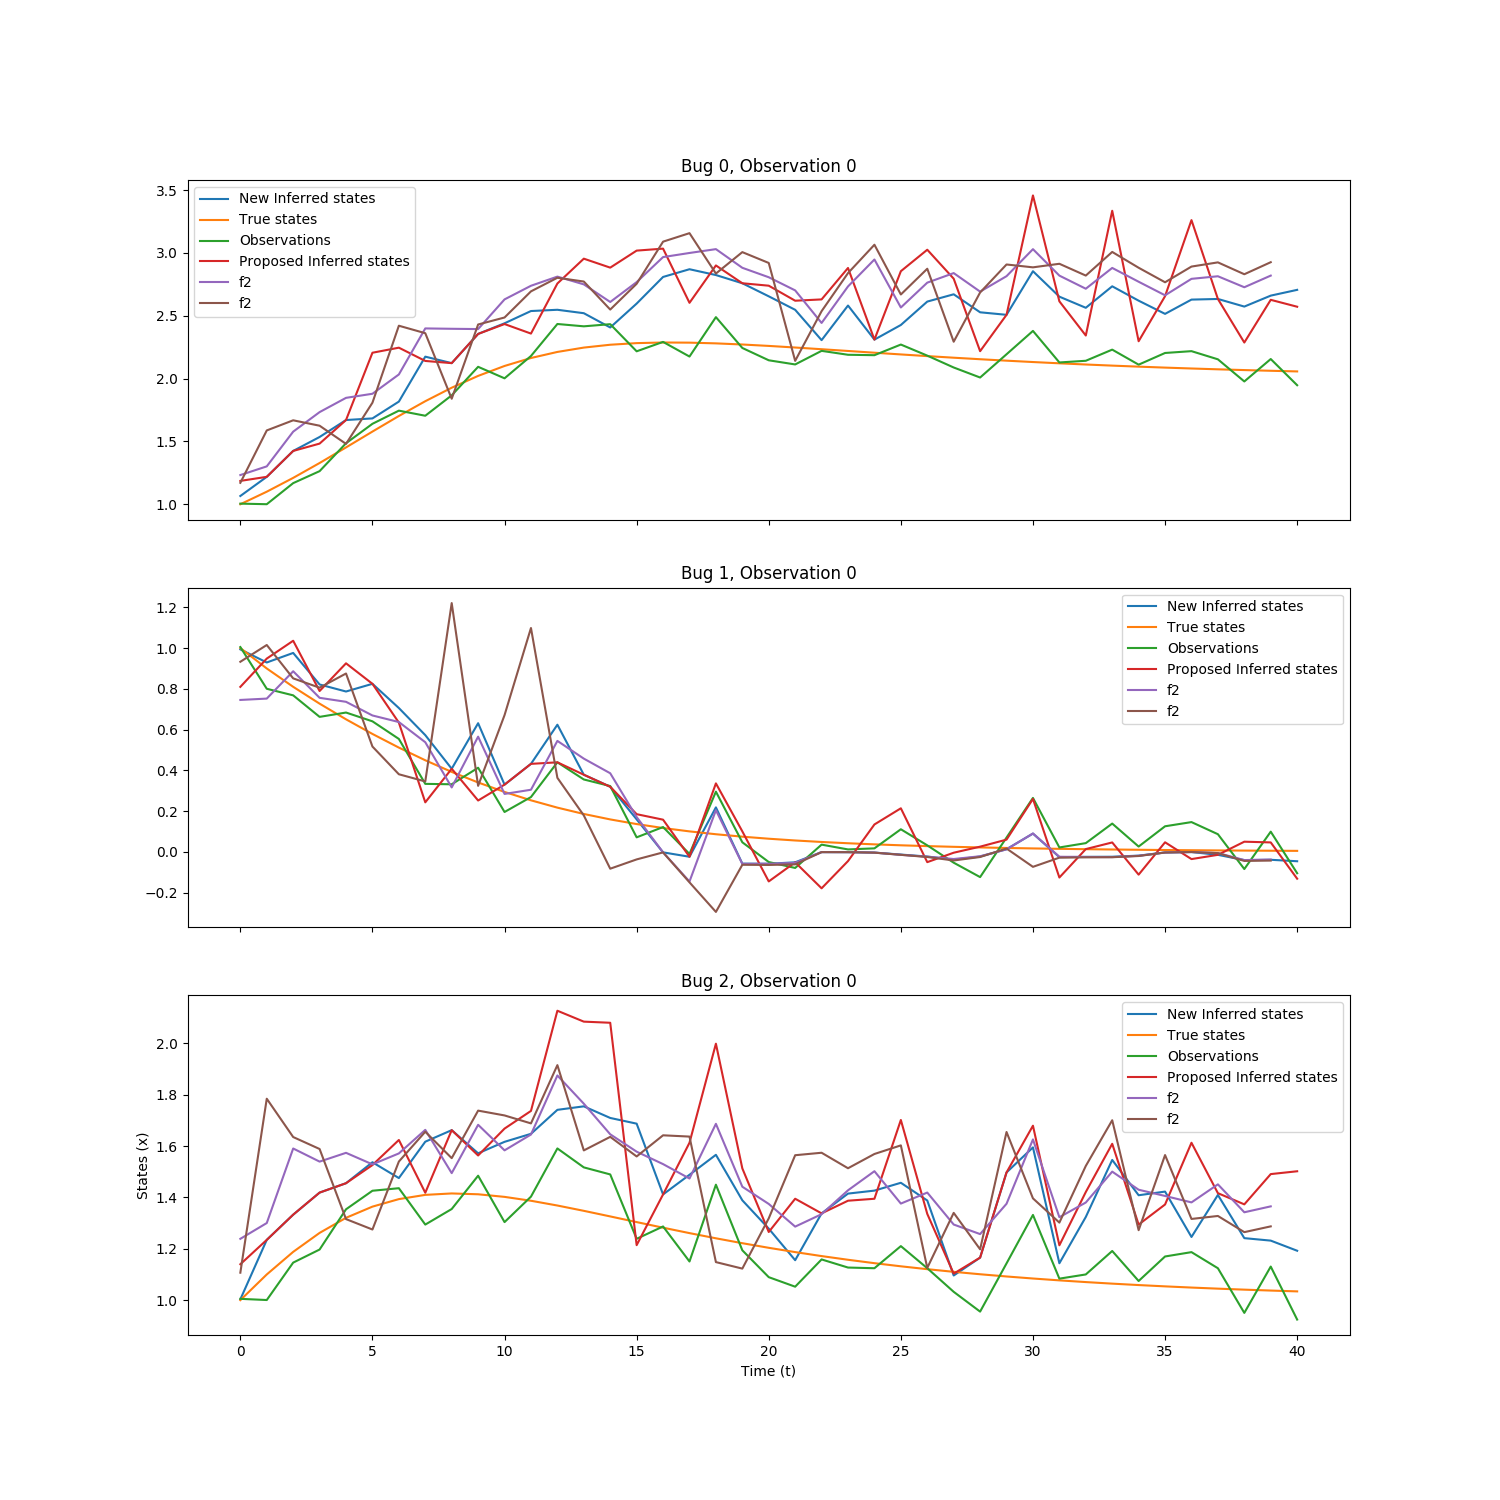 Bug 0, Observation 0
3.5
3.0
2.5
2.0
1.5
1.0
New Inferred states
True states
Observations
Proposed Inferred states
f2
f2
Bug 1, Observation 0
1.2
1.0
0.8
0.6
0.4
0.2
0.0
−0.2
New Inferred states
True states
Observations
Proposed Inferred states
f2
f2
Bug 2, Observation 0
States (x)
2.0
1.8
1.6
1.4
1.2
1.0
New Inferred states
True states
Observations
Proposed Inferred states
f2
f2
0 5 10 15 20 25 30 35 40
Time (t)